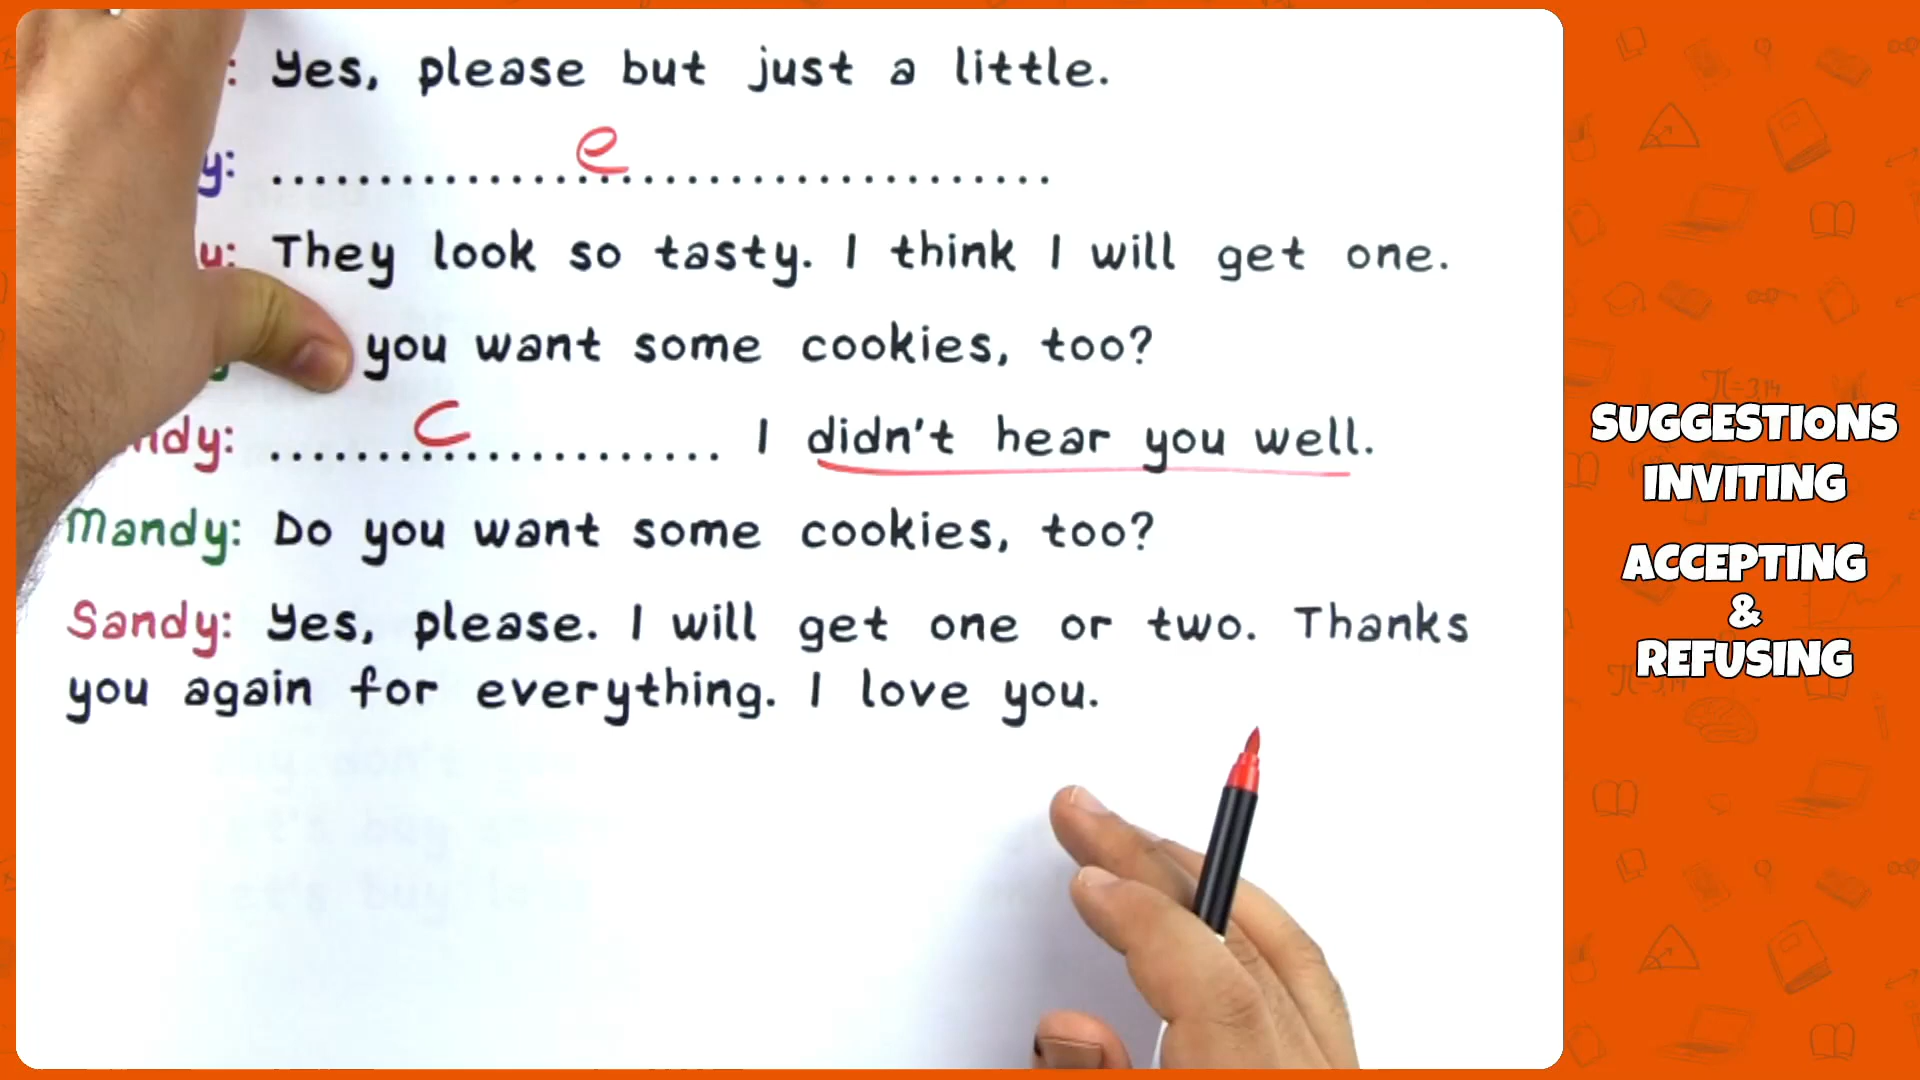 : Yes, please but just a little.
y: ....................................... e
y: They look so tasty. I think I will get one.
you want some cookies, too?
ndy: ....................... c I didn't hear you well.
Mandy: Do you want some cookies, too?
Sandy: Yes, please. I will get one or two. Thanks
you again for everything. I love you.
SUGGESTIONS
INVITING
ACCEPTING
&
REFUSING